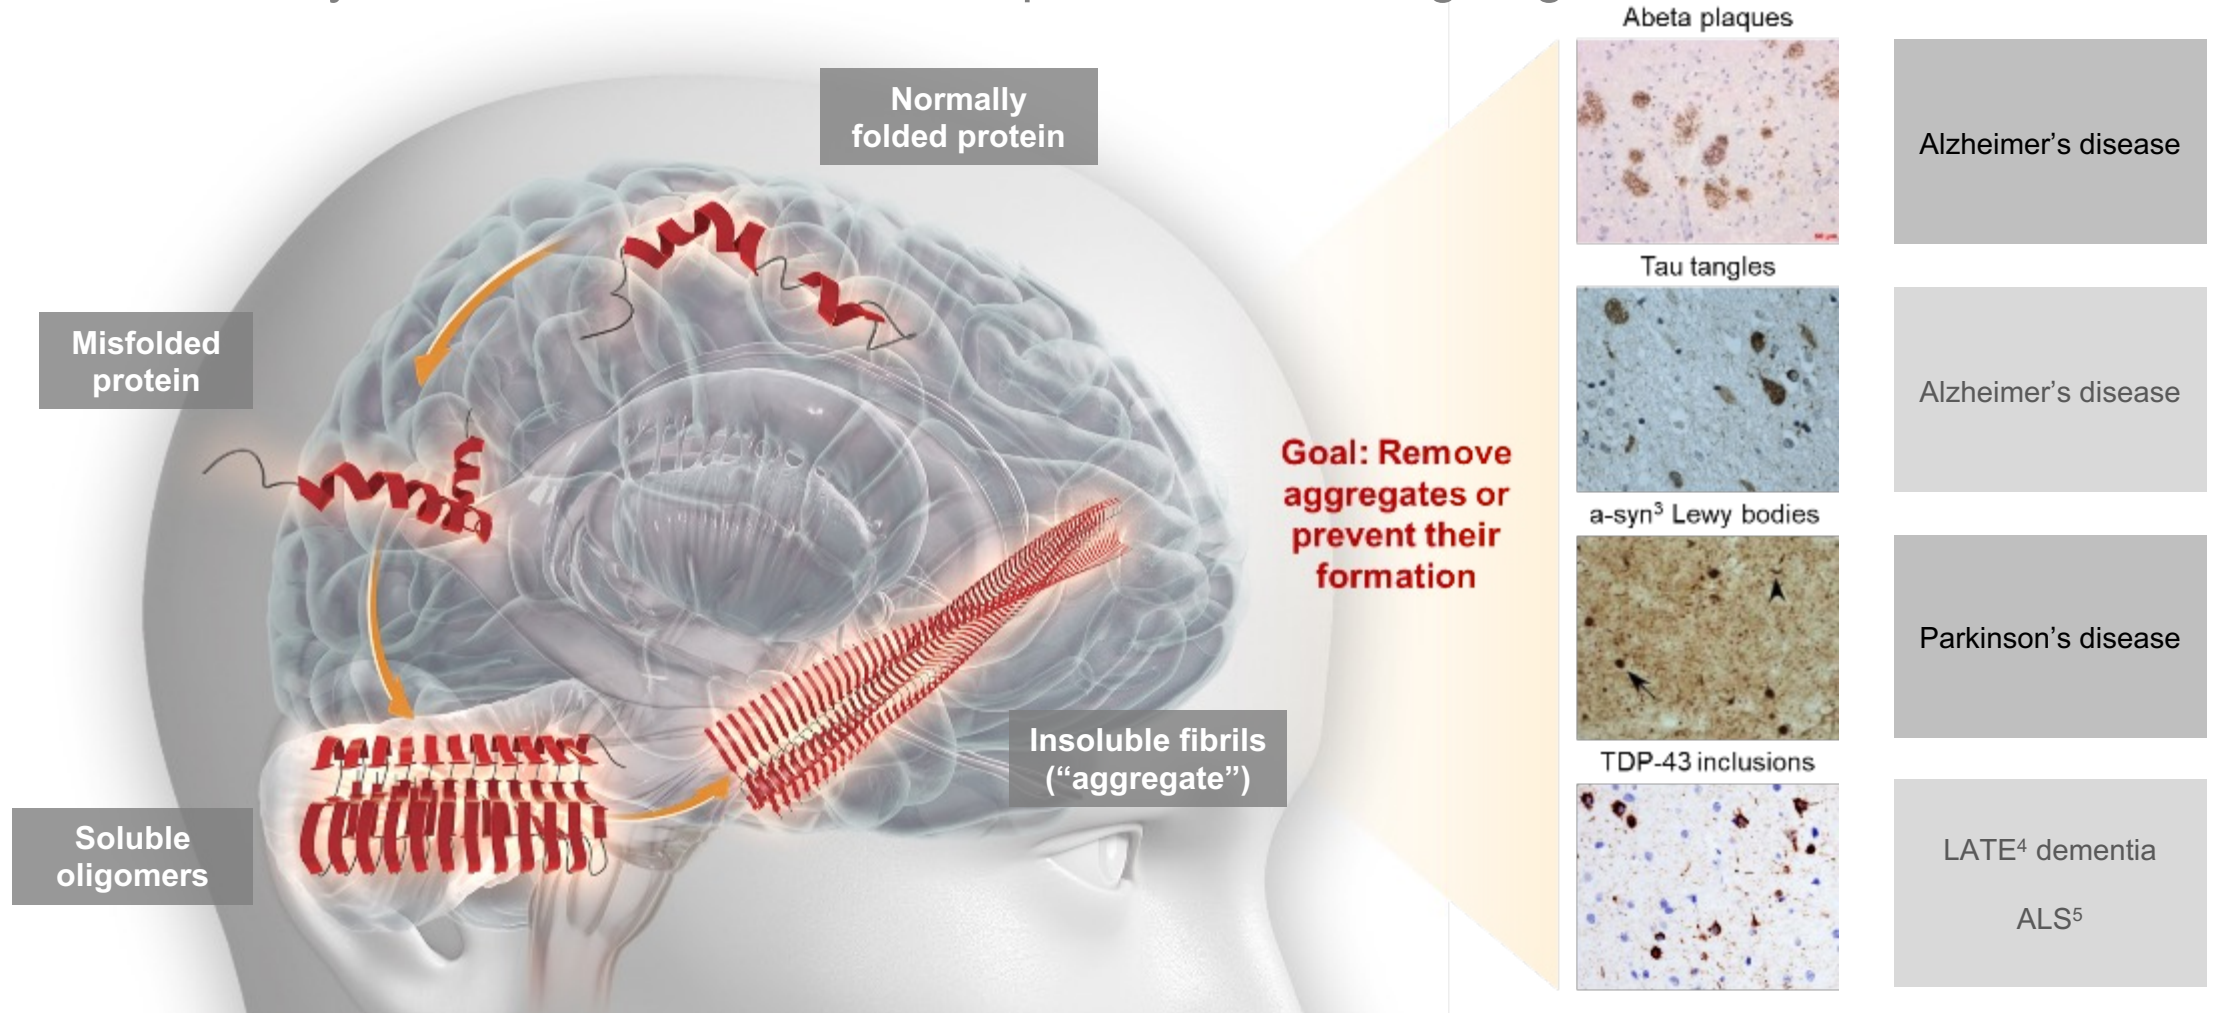 Abeta plaques
Normally
folded protein
Alzheimer’s disease
Tau tangles
Misfolded
protein
Alzheimer’s disease
Goal: Remove
aggregates or
prevent their
formation
a-syn³ Lewy bodies
Parkinson’s disease
Insoluble fibrils
(“aggregate”)
TDP-43 inclusions
Soluble
oligomers
LATE⁴ dementia
ALS⁵